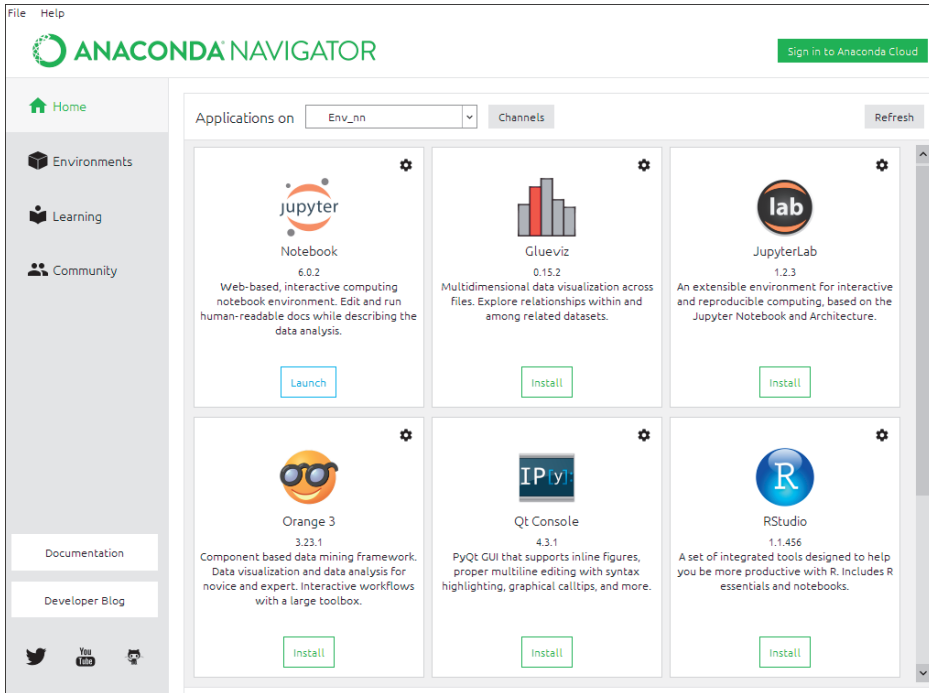 File Help
ANACONDA NAVIGATOR
Sign in to Anaconda Cloud
Home
Environments
Learning
Community
Documentation
Developer Blog
You
Tube
Applications on Env_nn Channels Refresh
jupyter
Notebook
6.0.2
Web-based, interactive computing
notebook environment. Edit and run
human-readable docs while describing the
data analysis.
Launch
Glueviz
0.15.2
Multidimensional data visualization across
files. Explore relationships within and
among related datasets.
Install
lab
JupyterLab
1.2.3
An extensible environment for interactive
and reproducible computing, based on the
Jupyter Notebook and Architecture.
Install
Orange 3
3.23.1
Component based data mining framework.
Data visualization and data analysis for
novice and expert. Interactive workflows
with a large toolbox.
Install
IP[y]:
Qt Console
4.3.1
PyQt GUI that supports inline figures,
proper multiline editing with syntax
highlighting, graphical calltips, and more.
Install
R
RStudio
1.1.456
A set of integrated tools designed to help
you be more productive with R. Includes R
essentials and notebooks.
Install